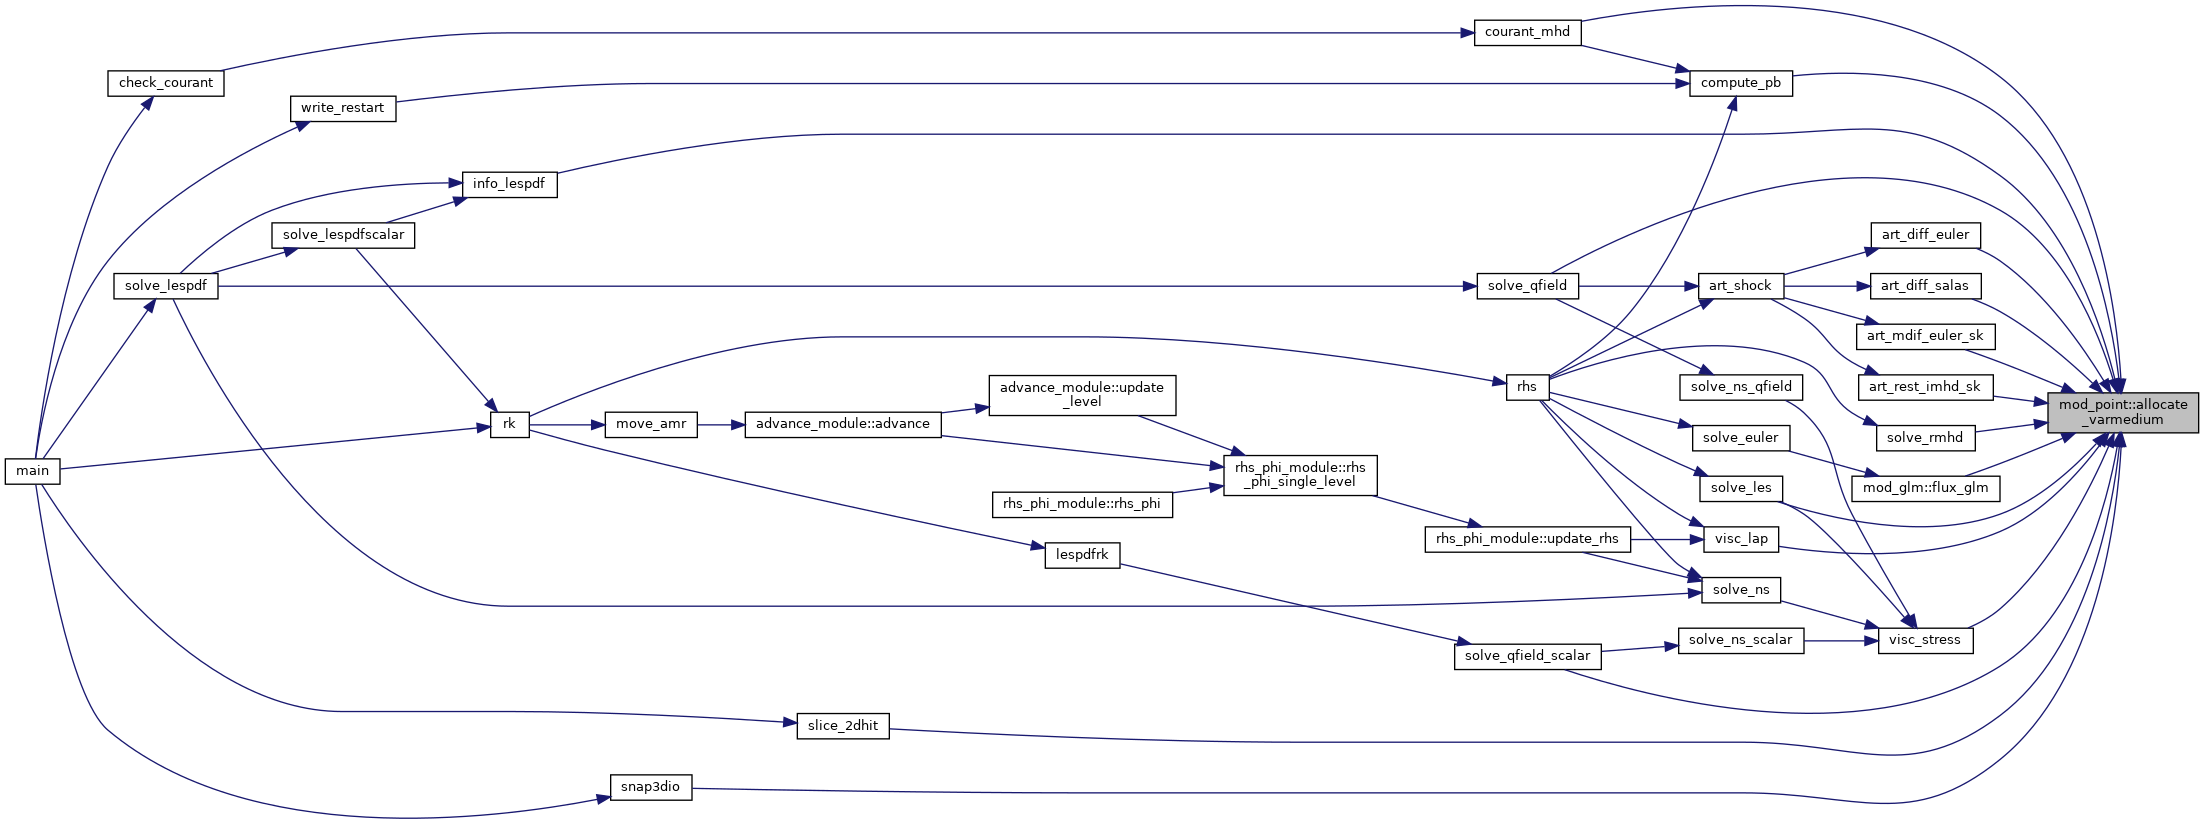 courant_mhd
check_courant
compute_pb
write_restart
info_lespdf
solve_lespdfscalar
art_diff_euler
solve_lespdf
solve_qfield
art_shock
art_diff_salas
art_mdif_euler_sk
rhs
solve_ns_qfield
art_rest_imhd_sk
advance_module::update
_level
mod_point::allocate
_varmedium
rk
move_amr
advance_module::advance
solve_euler
solve_rmhd
main
rhs_phi_module::rhs
_phi_single_level
solve_les
mod_glm::flux_glm
rhs_phi_module::rhs_phi
rhs_phi_module::update_rhs
visc_lap
lespdfrk
solve_ns
solve_qfield_scalar
solve_ns_scalar
visc_stress
slice_2dhit
snap3dio